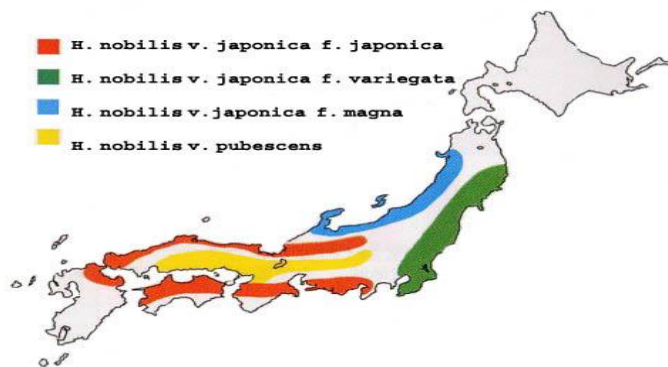 H. nobilis v. japonica f. japonica
H. nobilis v. japonica f. variegata
H. nobilis v. japonica f. magna
H. nobilis v. pubescens